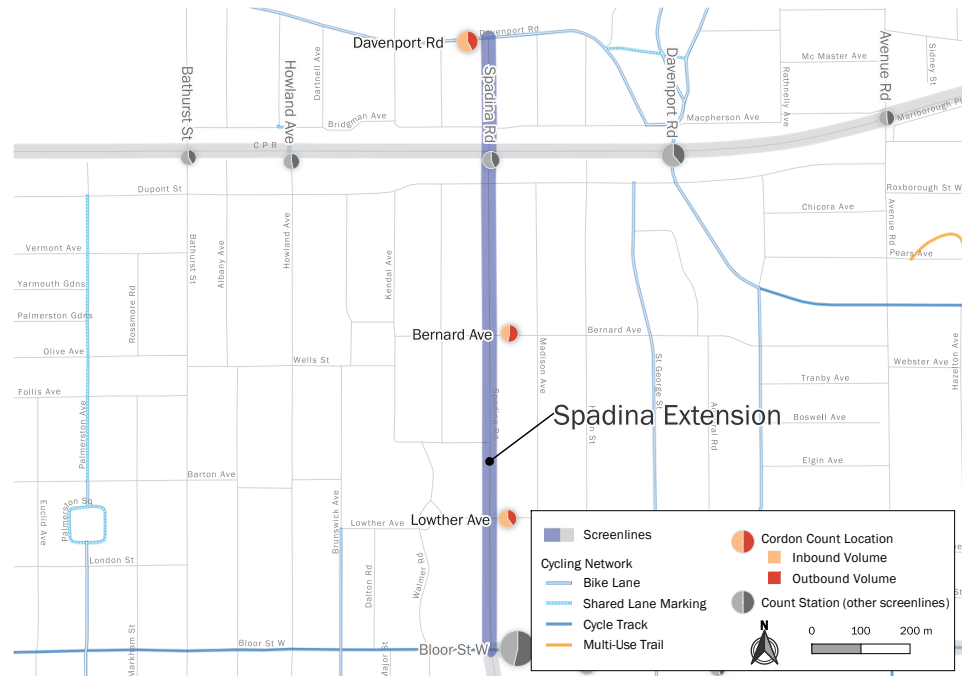 Davenport Rd
Davenport Rd
Bathurst St
Howland Ave
Dartnell Ave
Spadina Rd
Davenport Rd
Rathnelly Ave
Mc Master Ave
Avenue Rd
Sidney St
Bridgman Ave
Macpherson Ave
Marlborough Pl
CPR
Dupont St
Roxborough St W
Chicora Ave
Vermont Ave
Bathurst St
Albany Ave
Howland Ave
Kendal Ave
Avenue Rd
Pears Ave
Yarmouth Gdns
Rossmore Rd
Palmerston Gdns
Bernard Ave
Bernard Ave
Olive Ave
Wells St
Madison Ave
St George St
Webster Ave
Hazelton Ave
Tranby Ave
Follis Ave
Palmerston Ave
Spadina Rd
Spadina Extension
Boswell Ave
Elgin Ave
Barton Ave
Euclid Ave
Palmerston Sq
Brunswick Ave
Lowther Ave
Lowther Ave
London St
Dalton Rd
Walmer Rd
Markham St
Bloor St W
Major St
Bloor St W
Screenlines
Cycling Network
Bike Lane
Shared Lane Marking
Cycle Track
Multi-Use Trail
Cordon Count Location
Inbound Volume
Outbound Volume
Count Station (other screenlines)
N
0 100 200 m